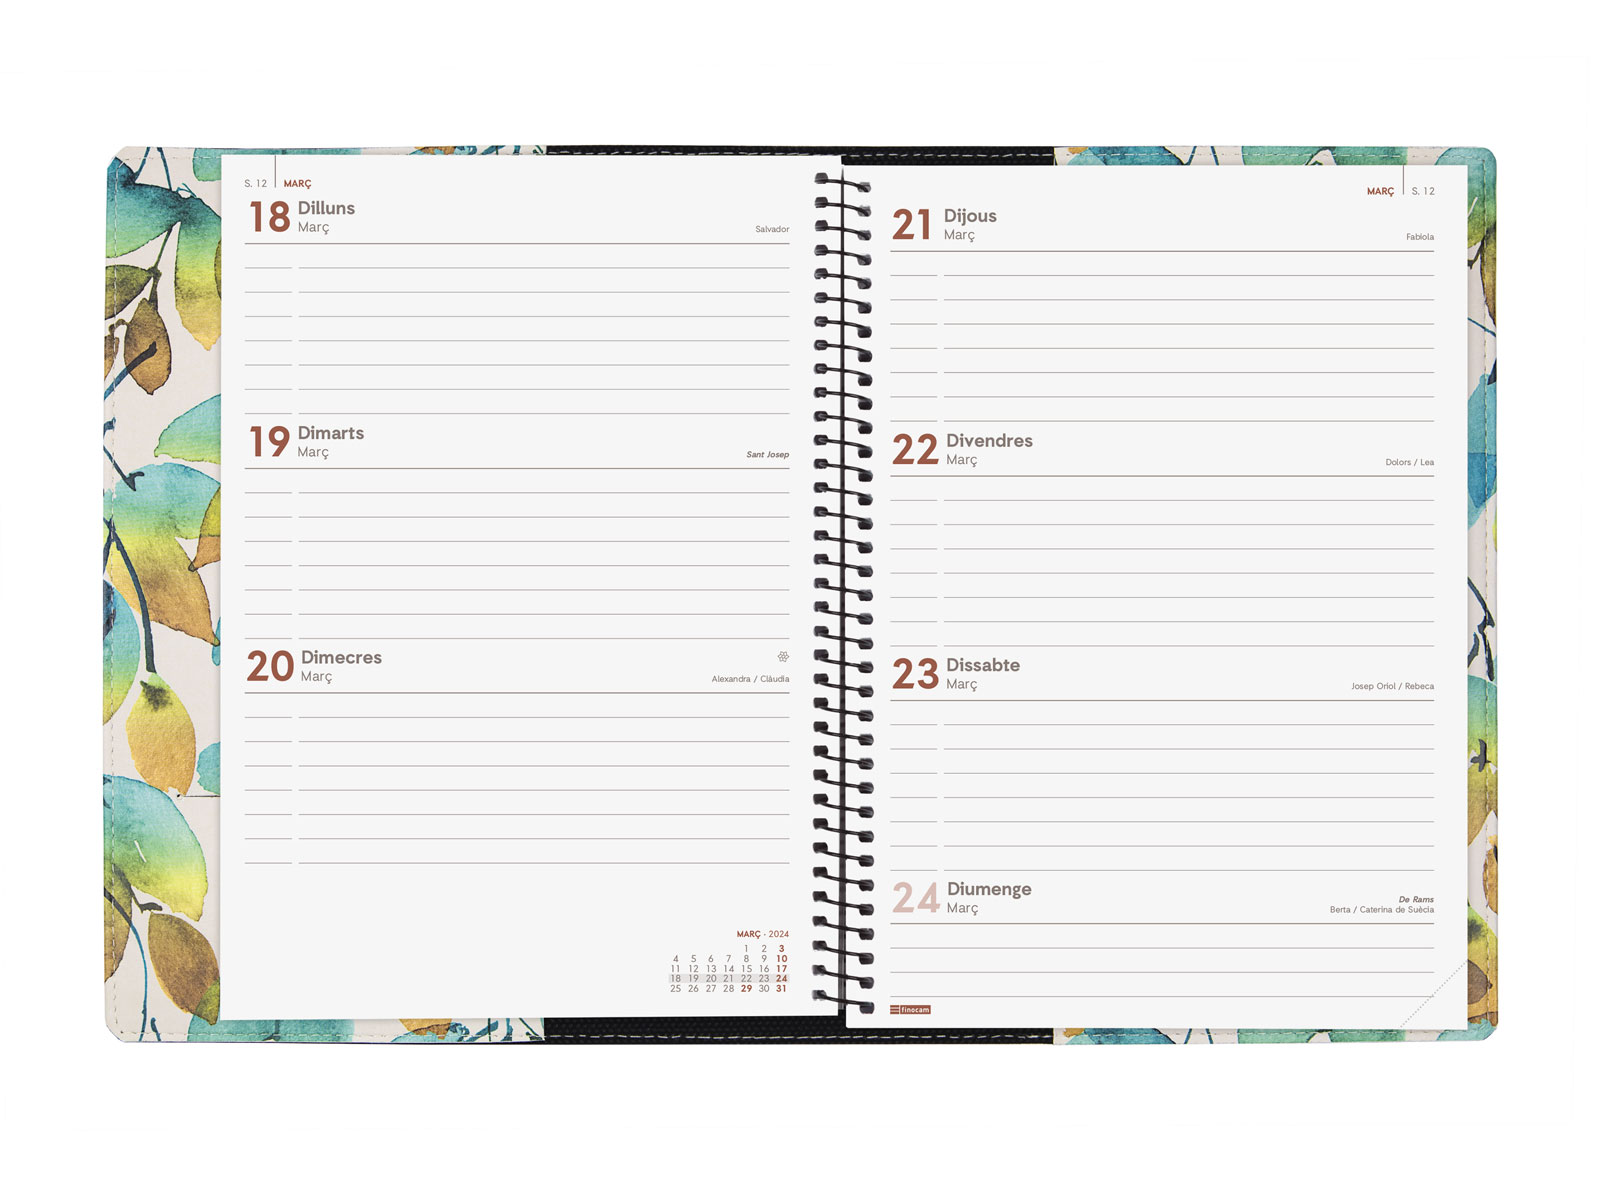 S. 12 MARÇ
18 Dilluns
Març
Salvador
19 Dimarts
Març
Sant Josep
20 Dimecres
Març
Alexandra / Clàudia
MARÇ · 2024
1 2 3
4 5 6 7 8 9 10
11 12 13 14 15 16 17
18 19 20 21 22 23 24
25 26 27 28 29 30 31
MARÇ S. 12
21 Dijous
Març
Fabiola
22 Divendres
Març
Dolors / Lea
23 Dissabte
Març
Josep Oriol / Rebeca
24 Diumenge
Març
De Rams
Berta / Caterina de Suècia
finocam